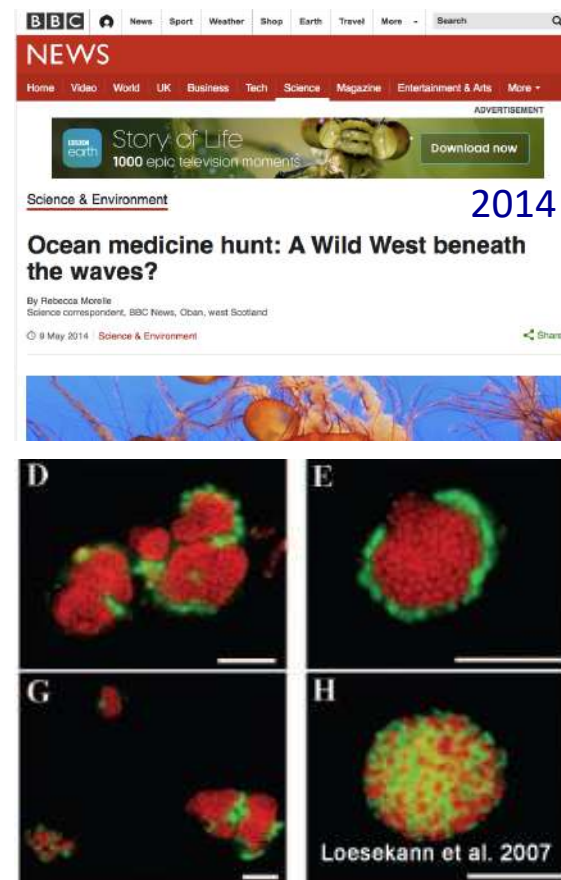 BBC News Sport Weather Shop Earth Travel More Search
NEWS
Home Video World UK Business Tech Science Magazine Entertainment & Arts More
ADVERTISEMENT
BBC earth Story of Life
1000 epic television moments
Download now
Science & Environment
2014
Ocean medicine hunt: A Wild West beneath
the waves?
By Rebecca Morelle
Science correspondent, BBC News, Oban, west Scotland
9 May 2014 Science & Environment Share
D E
G H
Loesekann et al. 2007